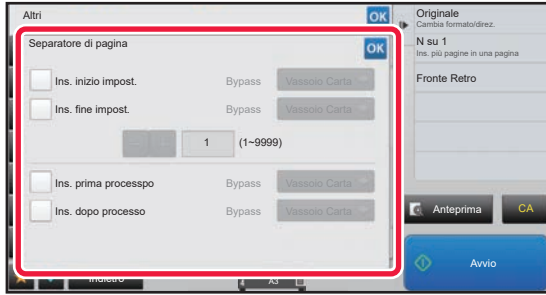 Altri
OK
Separatore di pagina
OK
Ins. inizio impost.
Bypass
Vassoio Carta
Ins. fine impost.
Bypass
Vassoio Carta
1
(1~9999)
Ins. prima processpo
Bypass
Vassoio Carta
Ins. dopo processo
Bypass
Vassoio Carta
Indietro
A3
Originale
Cambia formato/direz.
N su 1
Ins. più pagine in una pagina
Fronte Retro
Anteprima
CA
Avvio